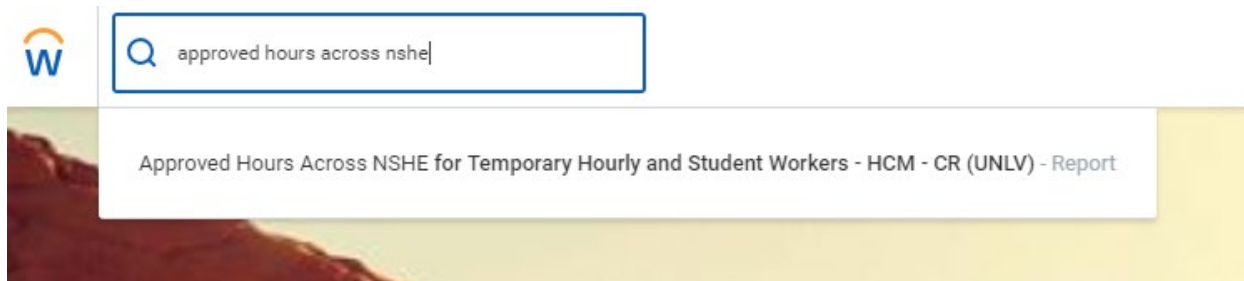 W
approved hours across nshe
Approved Hours Across NSHE for Temporary Hourly and Student Workers - HCM - CR (UNLV) - Report